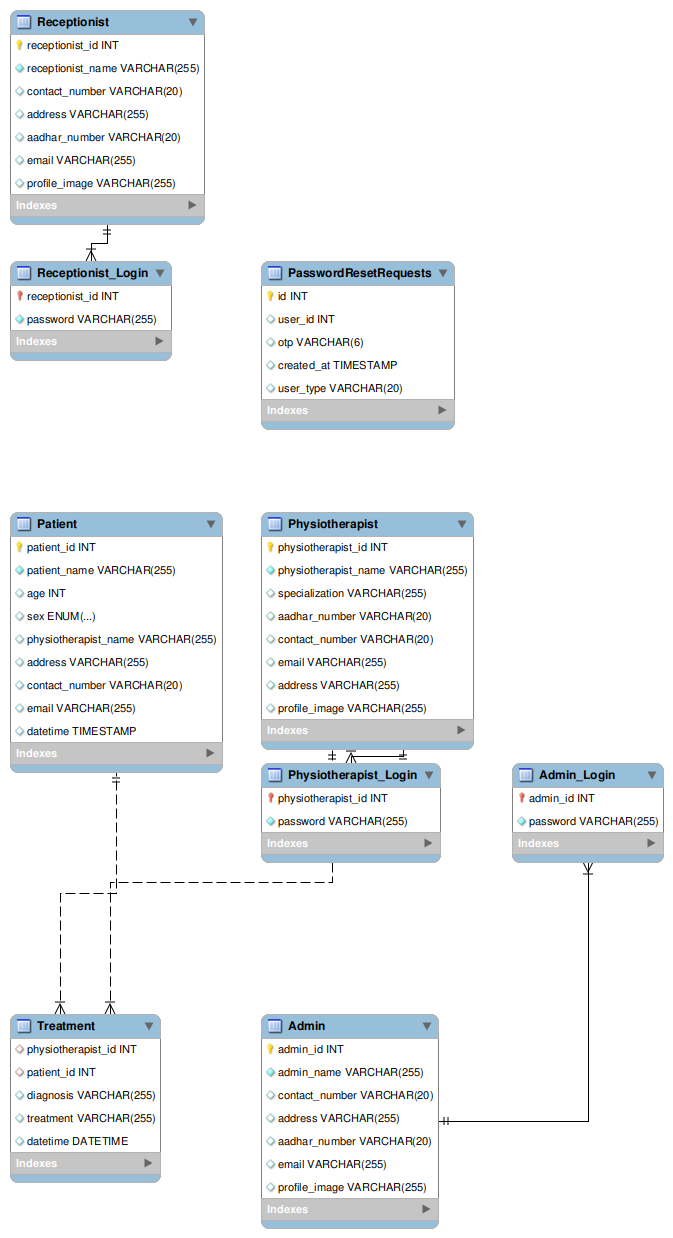 Receptionist
receptionist_id INT
receptionist_name VARCHAR(255)
contact_number VARCHAR(20)
address VARCHAR(255)
aadhar_number VARCHAR(20)
email VARCHAR(255)
profile_image VARCHAR(255)
Indexes
Receptionist_Login
receptionist_id INT
password VARCHAR(255)
Indexes
PasswordResetRequests
id INT
user_id INT
otp VARCHAR(6)
created_at TIMESTAMP
user_type VARCHAR(20)
Indexes
Patient
patient_id INT
patient_name VARCHAR(255)
age INT
sex ENUM(...)
physiotherapist_name VARCHAR(255)
address VARCHAR(255)
contact_number VARCHAR(20)
email VARCHAR(255)
datetime TIMESTAMP
Indexes
Physiotherapist
physiotherapist_id INT
physiotherapist_name VARCHAR(255)
specialization VARCHAR(255)
aadhar_number VARCHAR(20)
contact_number VARCHAR(20)
email VARCHAR(255)
address VARCHAR(255)
profile_image VARCHAR(255)
Indexes
Physiotherapist_Login
physiotherapist_id INT
password VARCHAR(255)
Indexes
Admin_Login
admin_id INT
password VARCHAR(255)
Indexes
Treatment
physiotherapist_id INT
patient_id INT
diagnosis VARCHAR(255)
treatment VARCHAR(255)
datetime DATETIME
Indexes
Admin
admin_id INT
admin_name VARCHAR(255)
contact_number VARCHAR(20)
address VARCHAR(255)
aadhar_number VARCHAR(20)
email VARCHAR(255)
profile_image VARCHAR(255)
Indexes